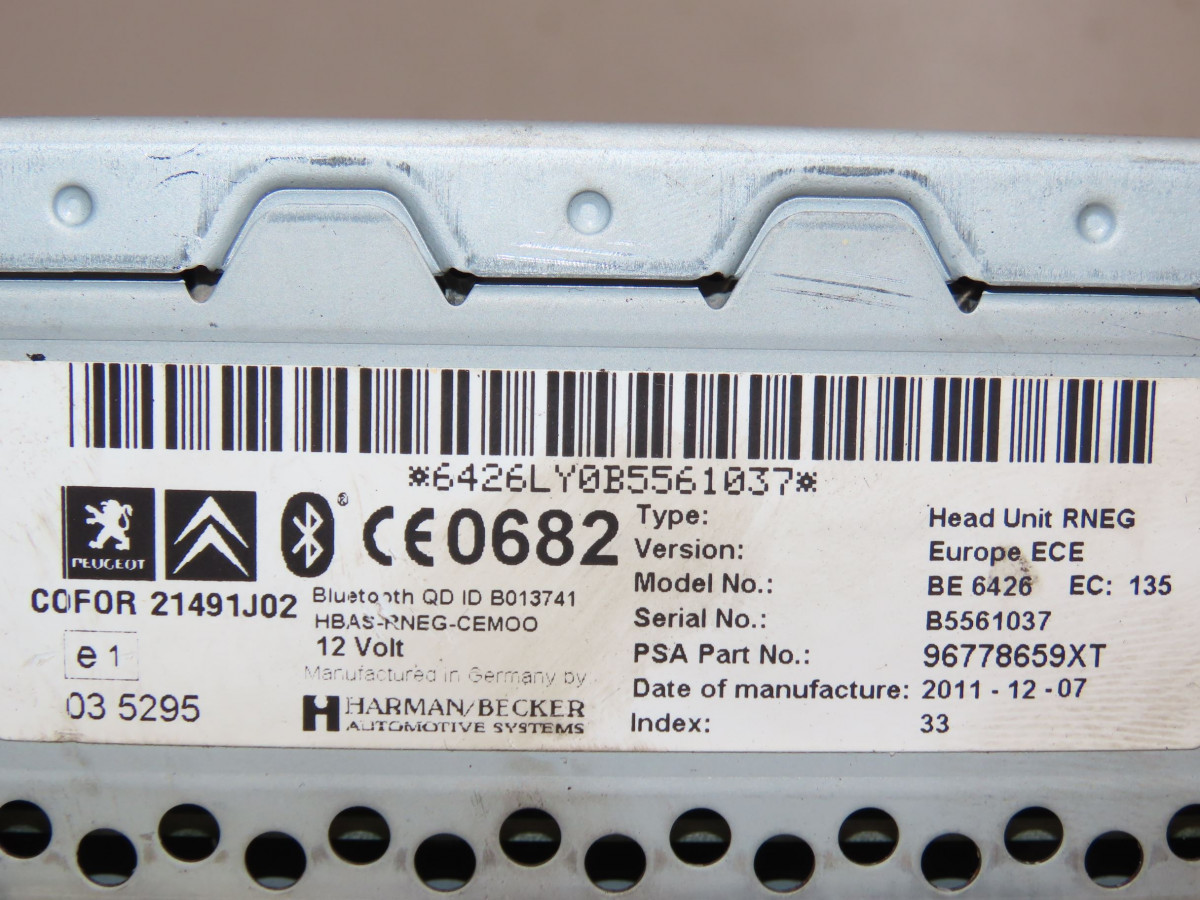 *6426LY0B5561037*
PEUGEOT
®
CE0682
COFOR 21491J02
Bluetooth QD ID B013741
HBAS-RNEG-CEMOO
12 Volt
Manufactured in Germany by
HARMAN/BECKER
AUTOMOTIVE SYSTEMS
e1
03 5295
Type: Head Unit RNEG
Version: Europe ECE
Model No.: BE 6426 EC: 135
Serial No.: B5561037
PSA Part No.: 96778659XT
Date of manufacture: 2011 - 12 - 07
Index: 33